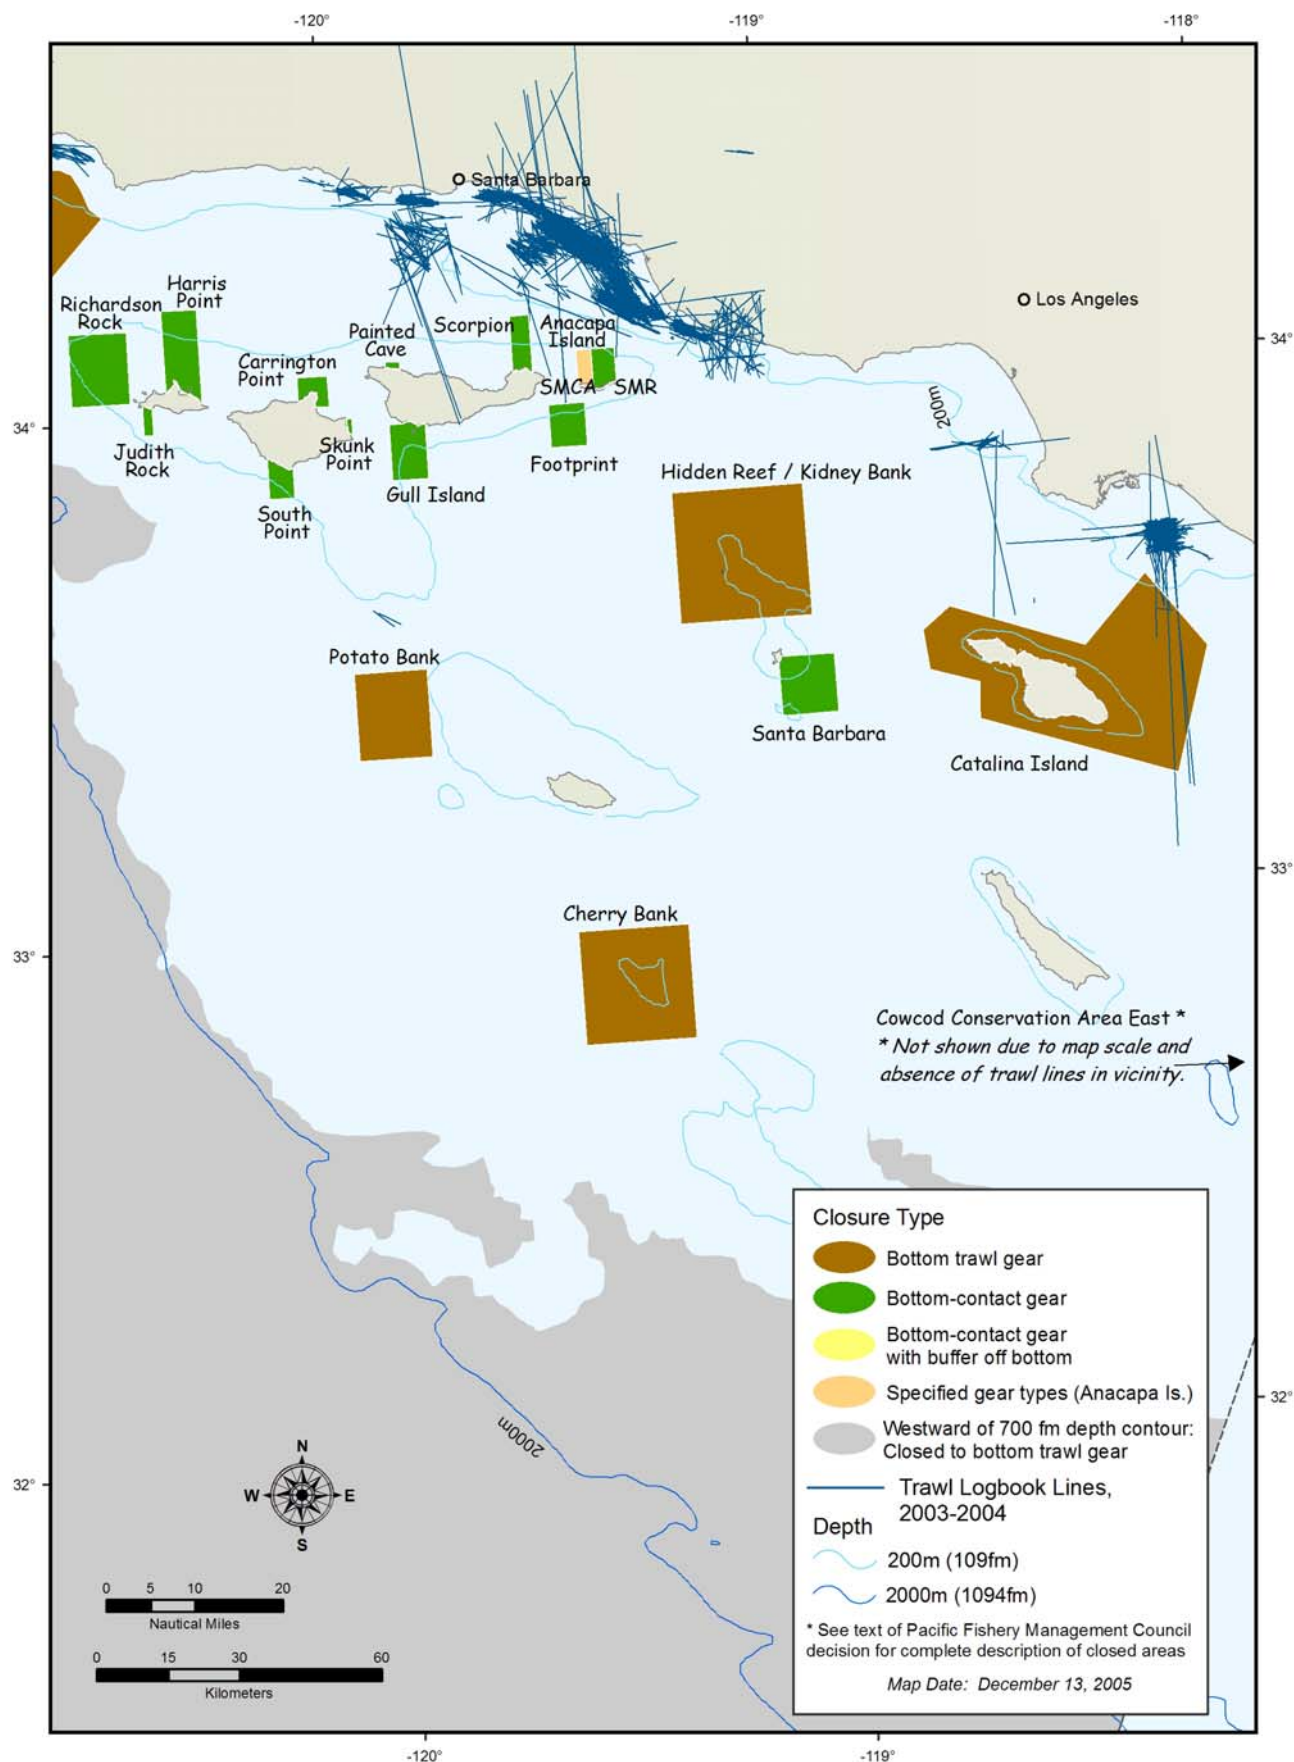 -120°
-119°
-118°
Santa Barbara
Los Angeles
Harris
Point
Richardson
Rock
Painted
Cave
Scorpion
Anacapa
Island
34°
Carrington
Point
SMCA
SMR
200m
34°
Judith
Rock
Skunk
Point
Gull Island
Footprint
Hidden Reef / Kidney Bank
South
Point
Potato Bank
Santa Barbara
Catalina Island
33°
Cherry Bank
33°
Cowcod Conservation Area East *
* Not shown due to map scale and
absence of trawl lines in vicinity.
Closure Type
Bottom trawl gear
Bottom-contact gear
Bottom-contact gear
with buffer off bottom
Specified gear types (Anacapa Is.)
32°
Westward of 700 fm depth contour:
Closed to bottom trawl gear
2000m
32°
N
W
E
S
Trawl Logbook Lines,
2003-2004
Depth
200m (109fm)
2000m (1094fm)
0 5 10 20
Nautical Miles
* See text of Pacific Fishery Management Council
decision for complete description of closed areas
0 15 30 60
Kilometers
Map Date: December 13, 2005
-120°
-119°